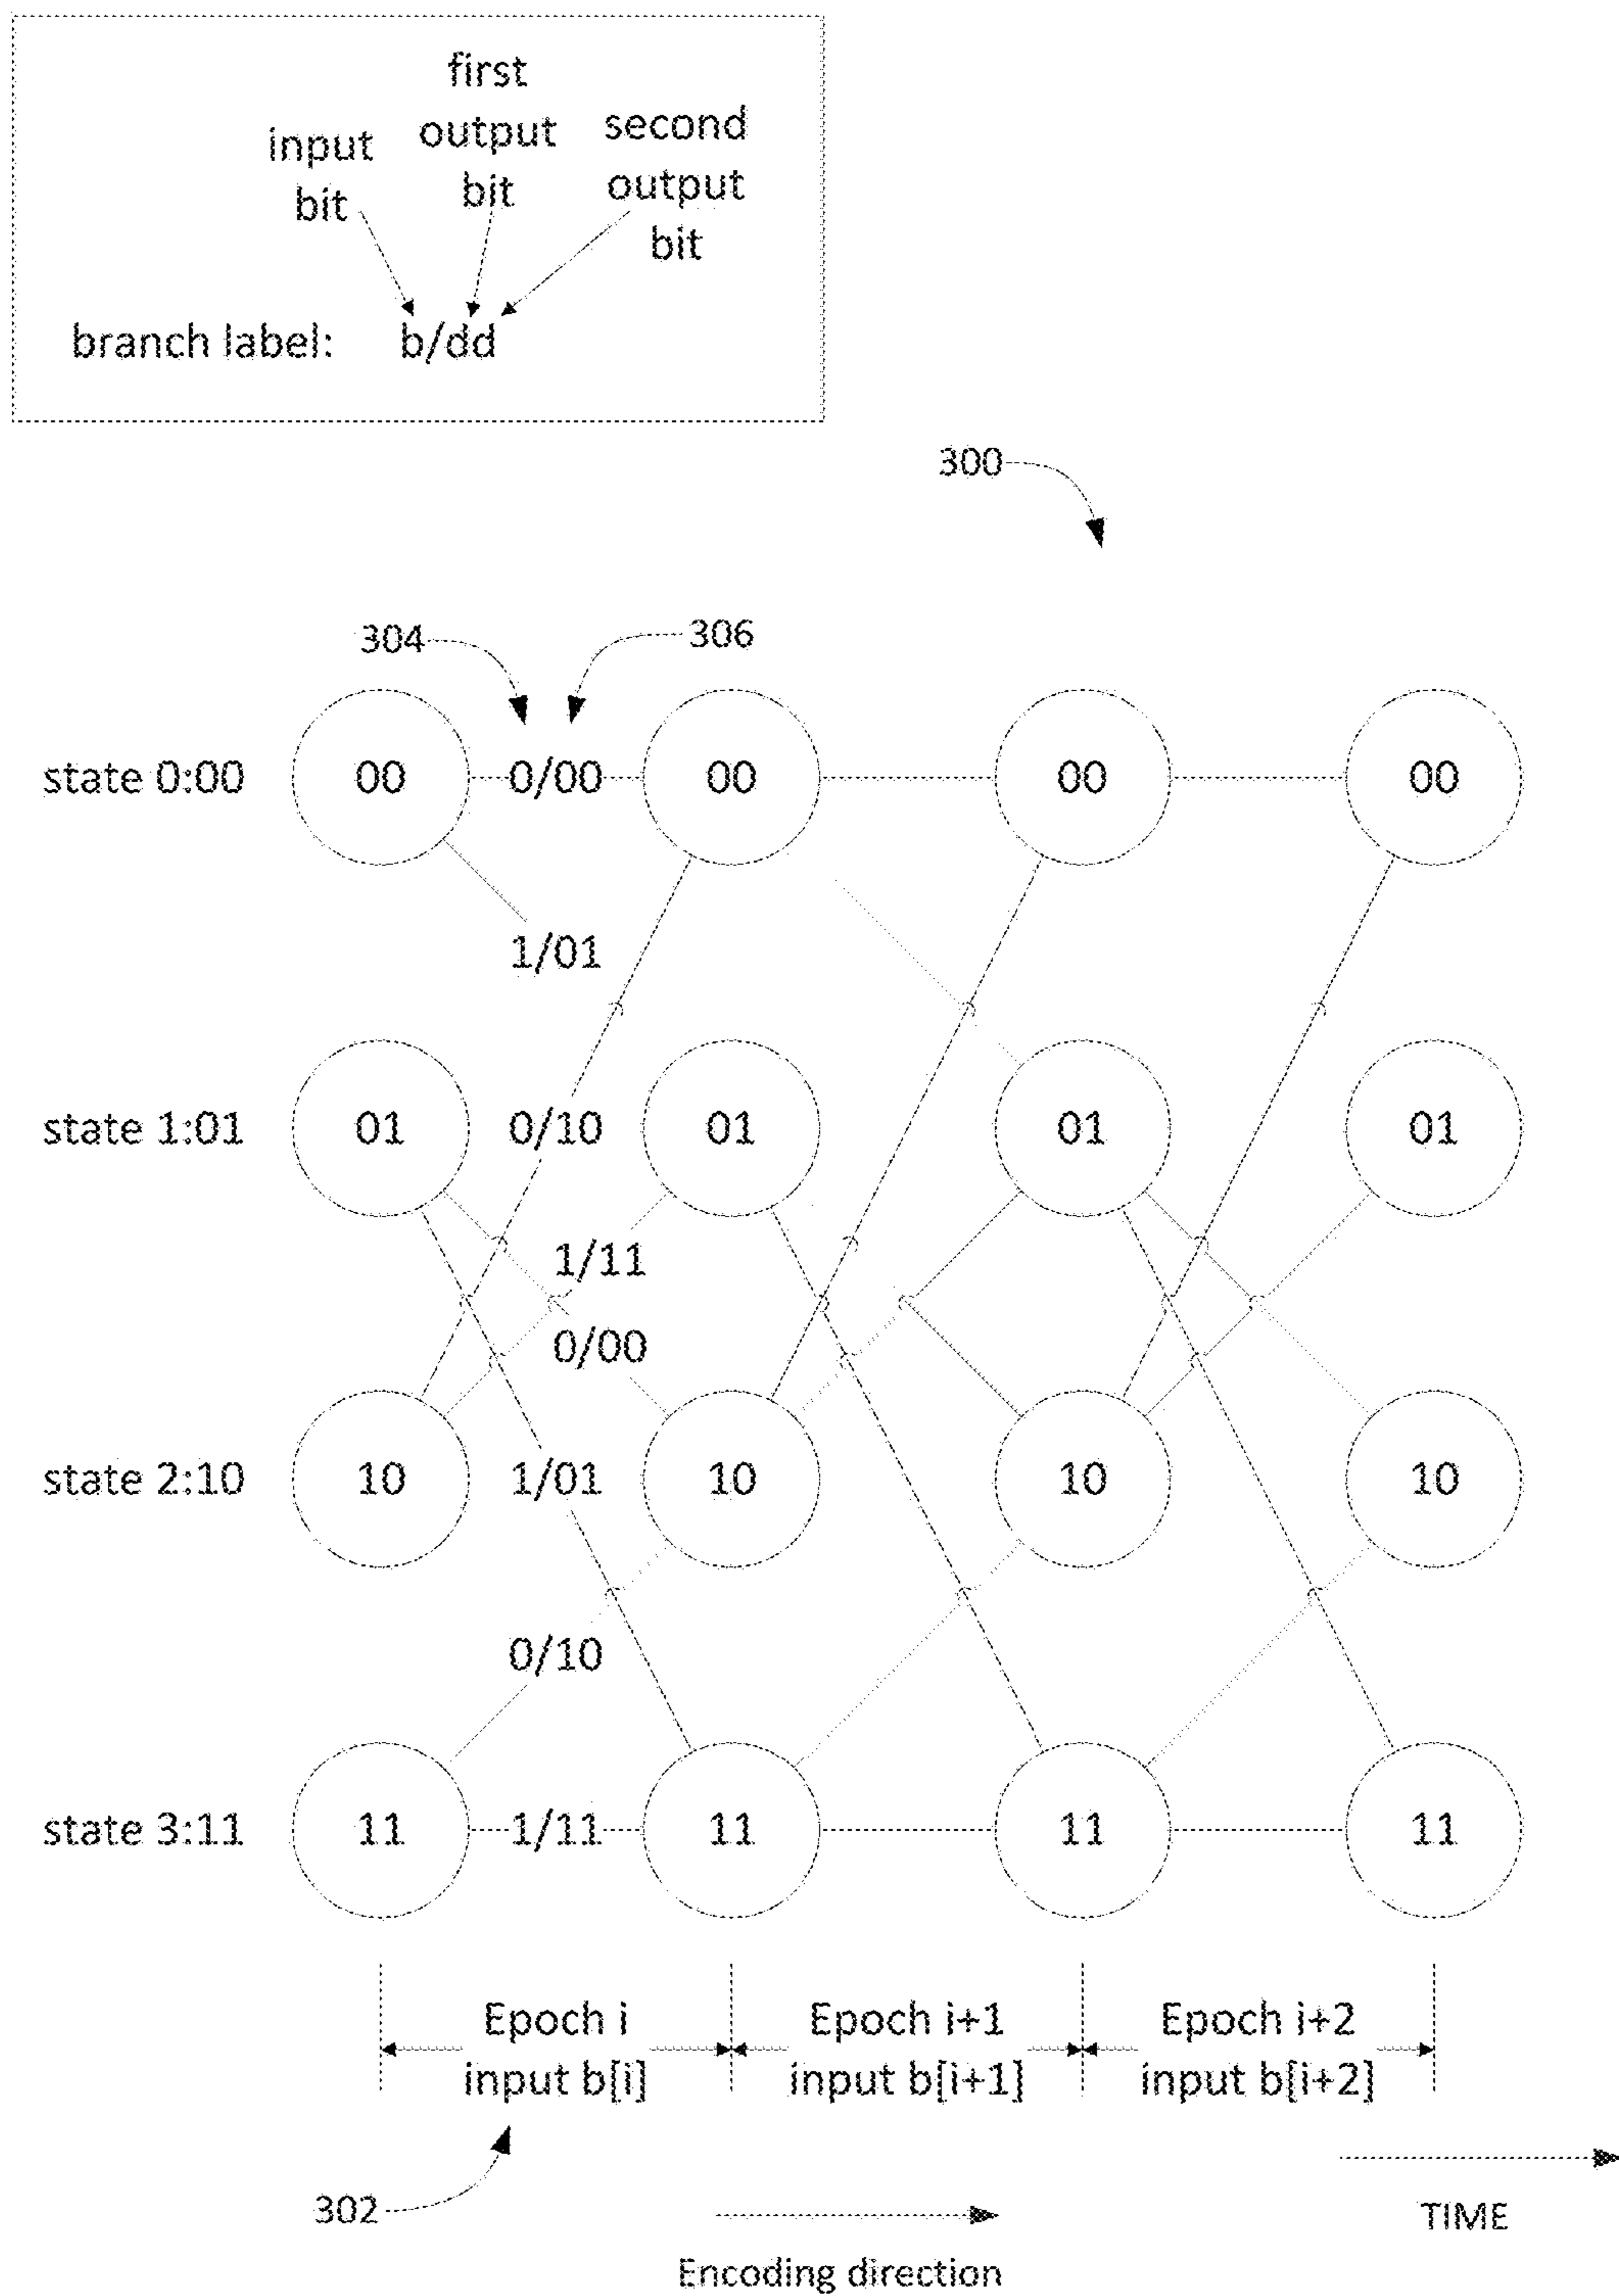 first
output
bit
input
bit
second
output
bit
branch label: b/dd
300
304
306
state 0:00 00 0/00 00 00 00
1/01
state 1:01 01 0/10 01 01 01
1/11
0/00
state 2:10 10 1/01 10 10 10
0/10
state 3:11 11 1/11 11 11 11
Epoch i
input b[i]
Epoch i+1
input b[i+1]
Epoch i+2
input b[i+2]
302
TIME
Encoding direction